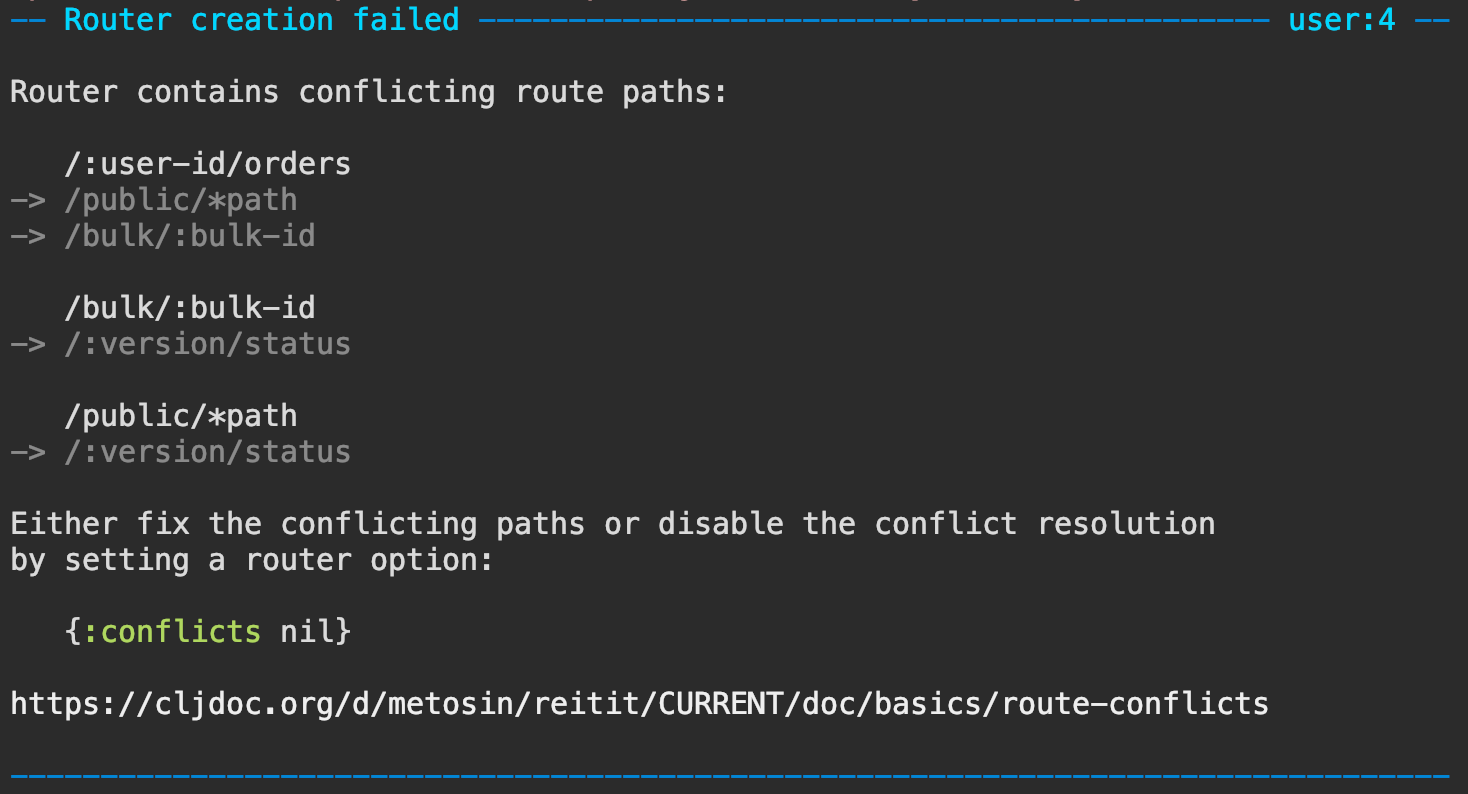 —— Router creation failed ———————————————————————————————————————————— user:4 ——
Router contains conflicting route paths:
/:user-id/orders
-> /public/*path
-> /bulk/:bulk-id
/bulk/:bulk-id
-> /:version/status
/public/*path
-> /:version/status
Either fix the conflicting paths or disable the conflict resolution
by setting a router option:
{:conflicts nil}
https://cljdoc.org/d/metosin/reitit/CURRENT/doc/basics/route-conflicts